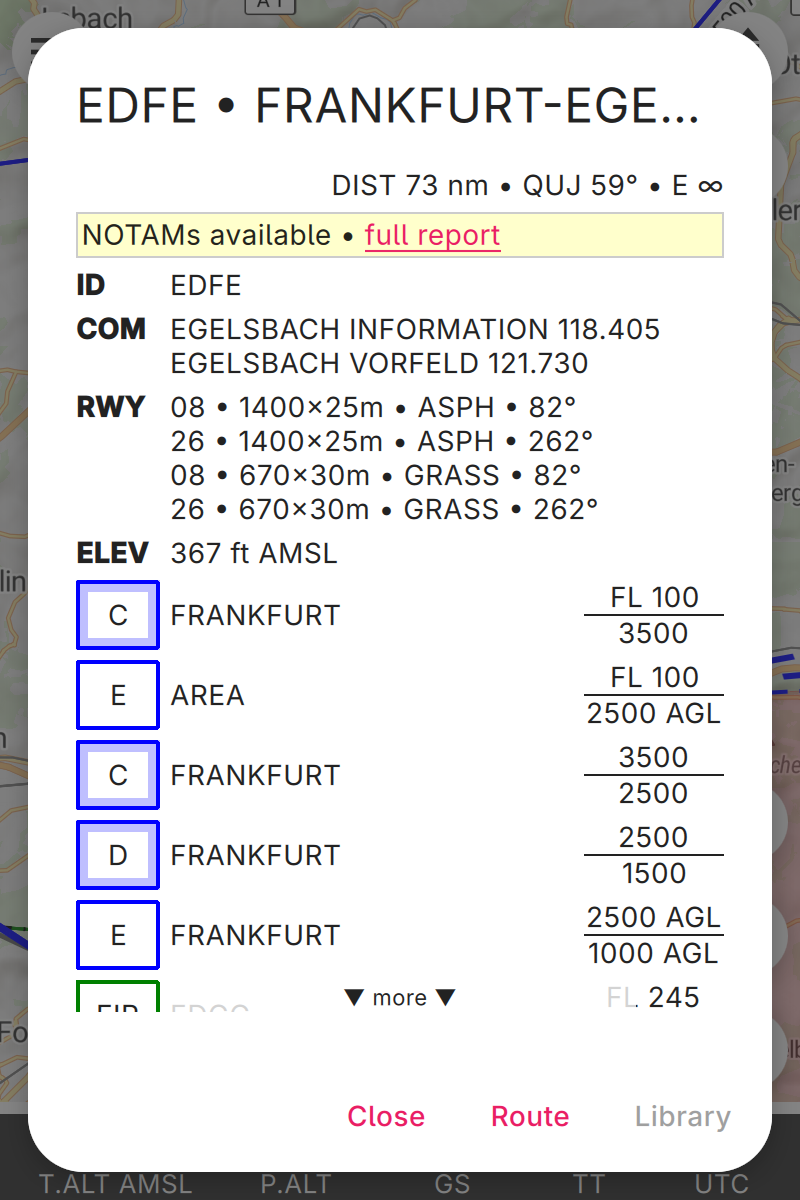 EDFE • FRANKFURT-EGE...
DIST 73 nm • QUJ 59° • E ∞
NOTAMs available • full report
ID EDFE
COM EGELSBACH INFORMATION 118.405
EGELSBACH VORFELD 121.730
RWY 08 • 1400×25m • ASPH • 82°
26 • 1400×25m • ASPH • 262°
08 • 670×30m • GRASS • 82°
26 • 670×30m • GRASS • 262°
ELEV 367 ft AMSL
C FRANKFURT FL 100
3500
E AREA FL 100
2500 AGL
C FRANKFURT 3500
2500
D FRANKFURT 2500
1500
E FRANKFURT 2500 AGL
1000 AGL
▼ more ▼ FL 245
Close Route Library
T.ALT AMSL P.ALT GS TT UTC